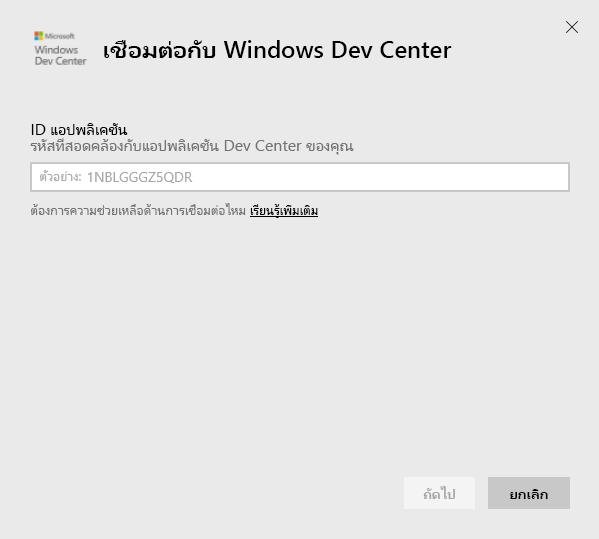 Microsoft
Windows
Dev Center
เชื่อมต่อกับ Windows Dev Center
ID แอปพลิเคชัน
รหัสที่สอดคล้องกับแอปพลิเคชัน Dev Center ของคุณ
ตัวอย่าง: 1NBLGGGZ5QDR
ต้องการความช่วยเหลือด้านการเชื่อมต่อไหม เรียนรู้เพิ่มเติม
ถัดไป
ยกเลิก